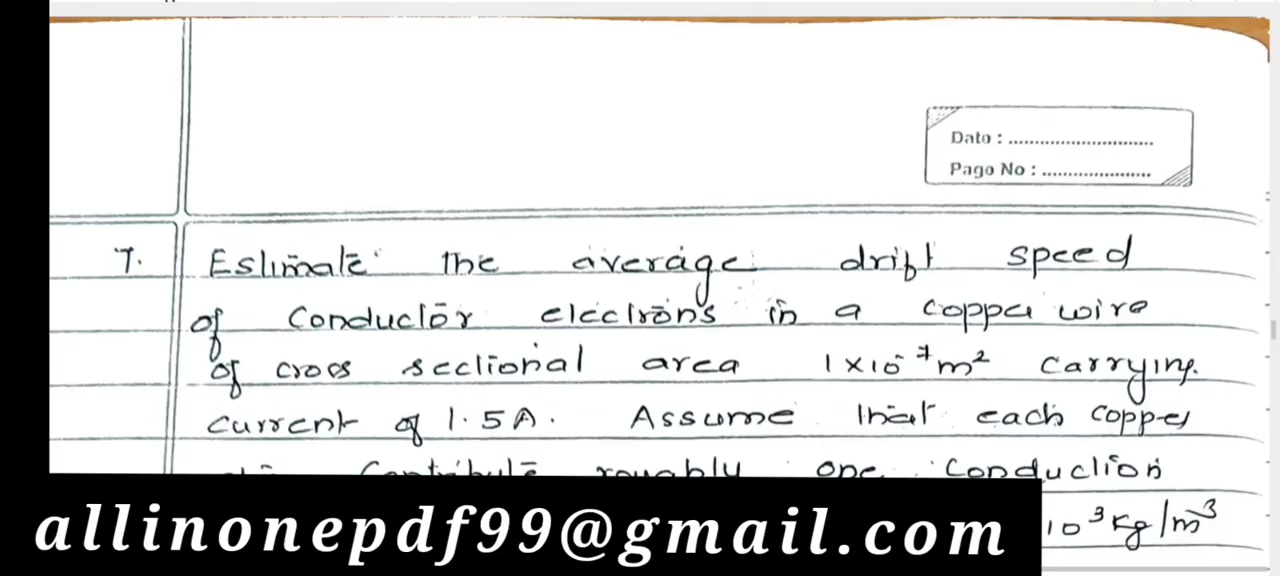 Date : ............................
Page No : ......................
7. Estimate the average drift speed
of conductor electrons in a copper wire
of cross sectional area 1×10⁻⁷m² carrying
current of 1.5A. Assume that each copper
contribute roughly one conduction
allinonepdf99@gmail.com
10³ kg/m³